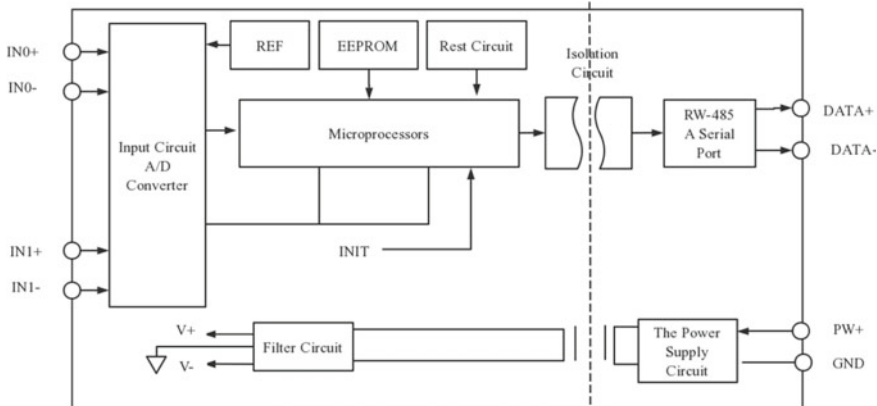 IN0+
IN0-
IN1+
IN1-
Input Circuit
A/D
Converter
REF
EEPROM
Rest Circuit
Microprocessors
INIT
Isolation
Circuit
RW-485
A Serial
Port
DATA+
DATA-
V+
V-
Filter Circuit
The Power
Supply
Circuit
PW+
GND